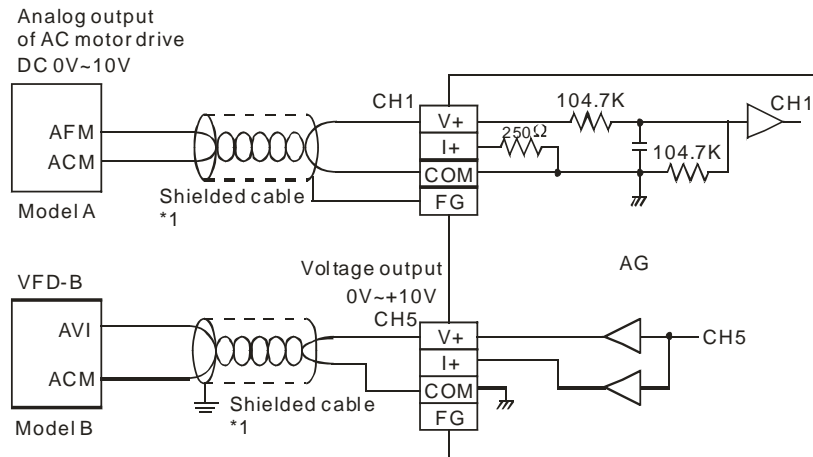 Analog output
of AC motor drive
DC 0V~10V
AFM
ACM
Model A
Shielded cable
*1
CH1
V+
I+
COM
FG
250Ω
104.7K
104.7K
CH1
VFD-B
AVI
ACM
Model B
Shielded cable
*1
Voltage output
0V~+10V
CH5
V+
I+
COM
FG
AG
CH5